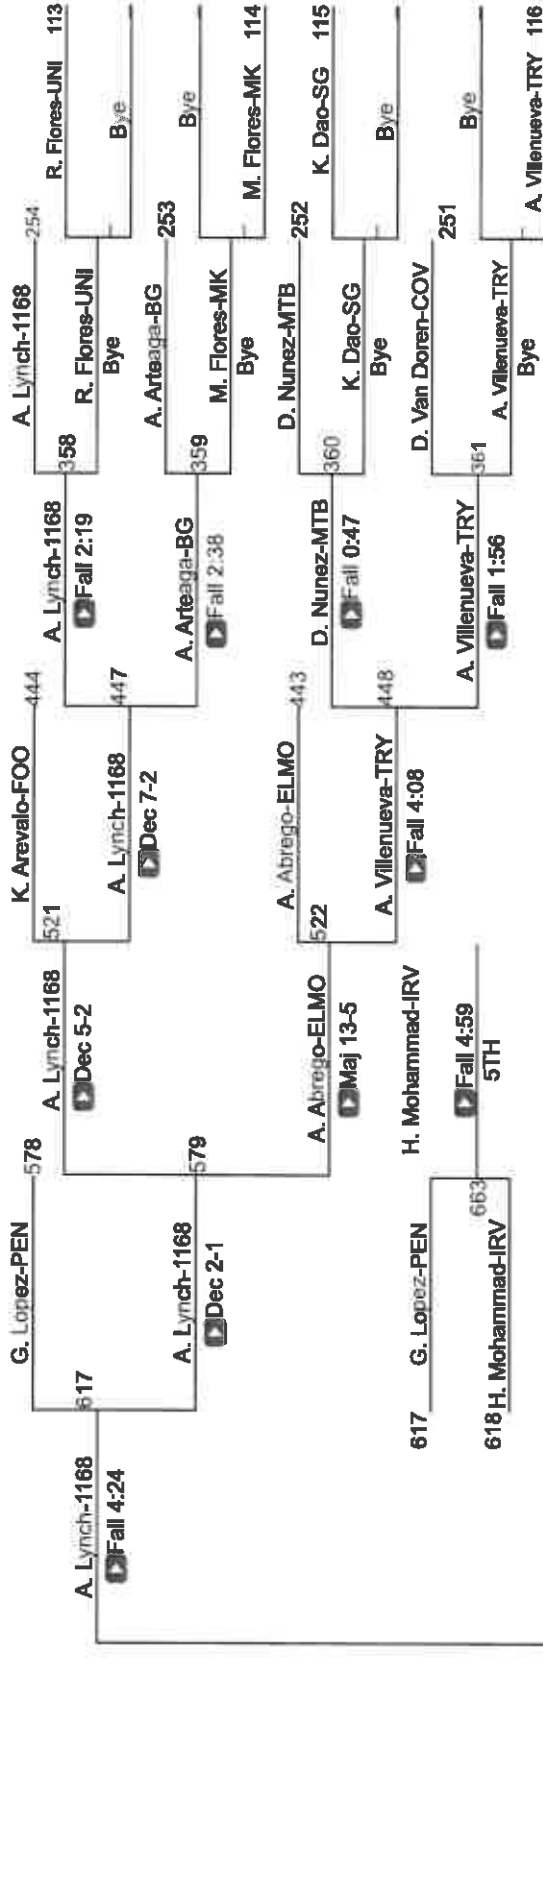 A. Lynch-1168
Fall 4:24
617
G. Lopez-PEN
578
A. Lynch-1168
Dec 2-1
579
617
G. Lopez-PEN
618
H. Mohammad-IRV
663
A. Lynch-1168
Dec 5-2
521
A. Abrego-ELMO
Maj 13-5
522
H. Mohammad-IRV
Fall 4:59
5TH
K. Arevalo-FOO
444
A. Lynch-1168
Dec 7-2
447
A. Abrego-ELMO
443
A. Villenueva-TRY
Fall 4:08
448
A. Lynch-1168
Fall 2:19
358
A. Arteaga-BG
Fall 2:38
359
D. Nunez-MTB
Fall 0:47
360
A. Villenueva-TRY
Fall 1:56
361
A. Lynch-1168
254
R. Flores-UNI
Bye
A. Arteaga-BG
253
M. Flores-MK
Bye
D. Nunez-MTB
252
K. Dao-SG
Bye
D. Van Doren-COV
251
A. Villenueva-TRY
Bye
R. Flores-UNI 113
Bye
Bye
M. Flores-MK 114
K. Dao-SG 115
Bye
Bye
A. Villenueva-TRY 116